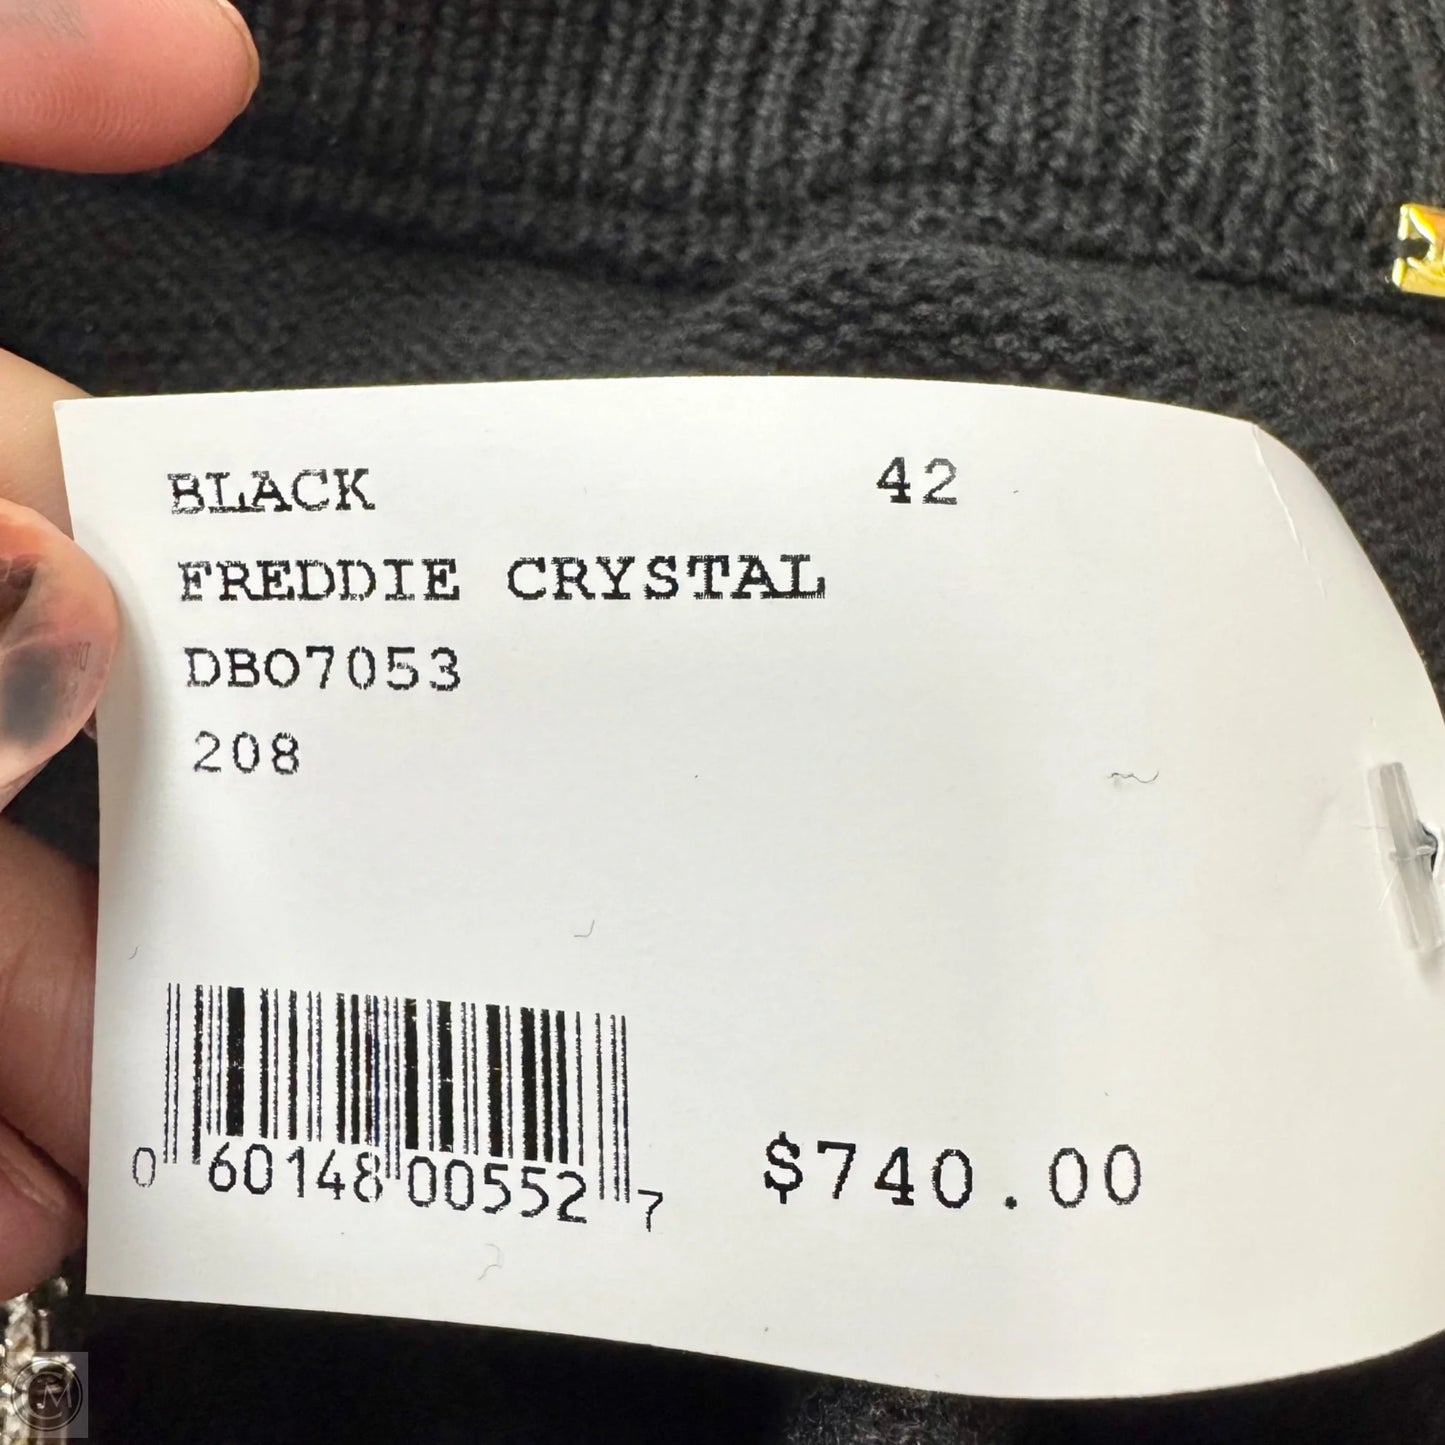 BLACK 42
FREDDIE CRYSTAL
DBO7053
208
0 60148 00552 7 $740.00